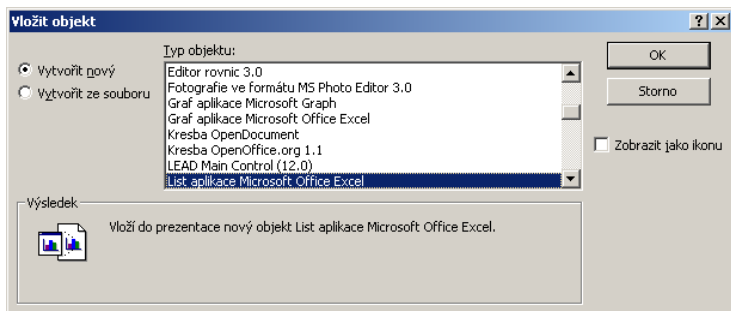 Vložit objekt
Typ objektu:
Vytvořit nový
Vytvořit ze souboru
Editor rovnic 3.0
Fotografie ve formátu MS Photo Editor 3.0
Graf aplikace Microsoft Graph
Graf aplikace Microsoft Office Excel
Kresba OpenDocument
Kresba OpenOffice.org 1.1
LEAD Main Control (12.0)
List aplikace Microsoft Office Excel
OK
Storno
Zobrazit jako ikonu
Výsledek
Vloží do prezentace nový objekt List aplikace Microsoft Office Excel.